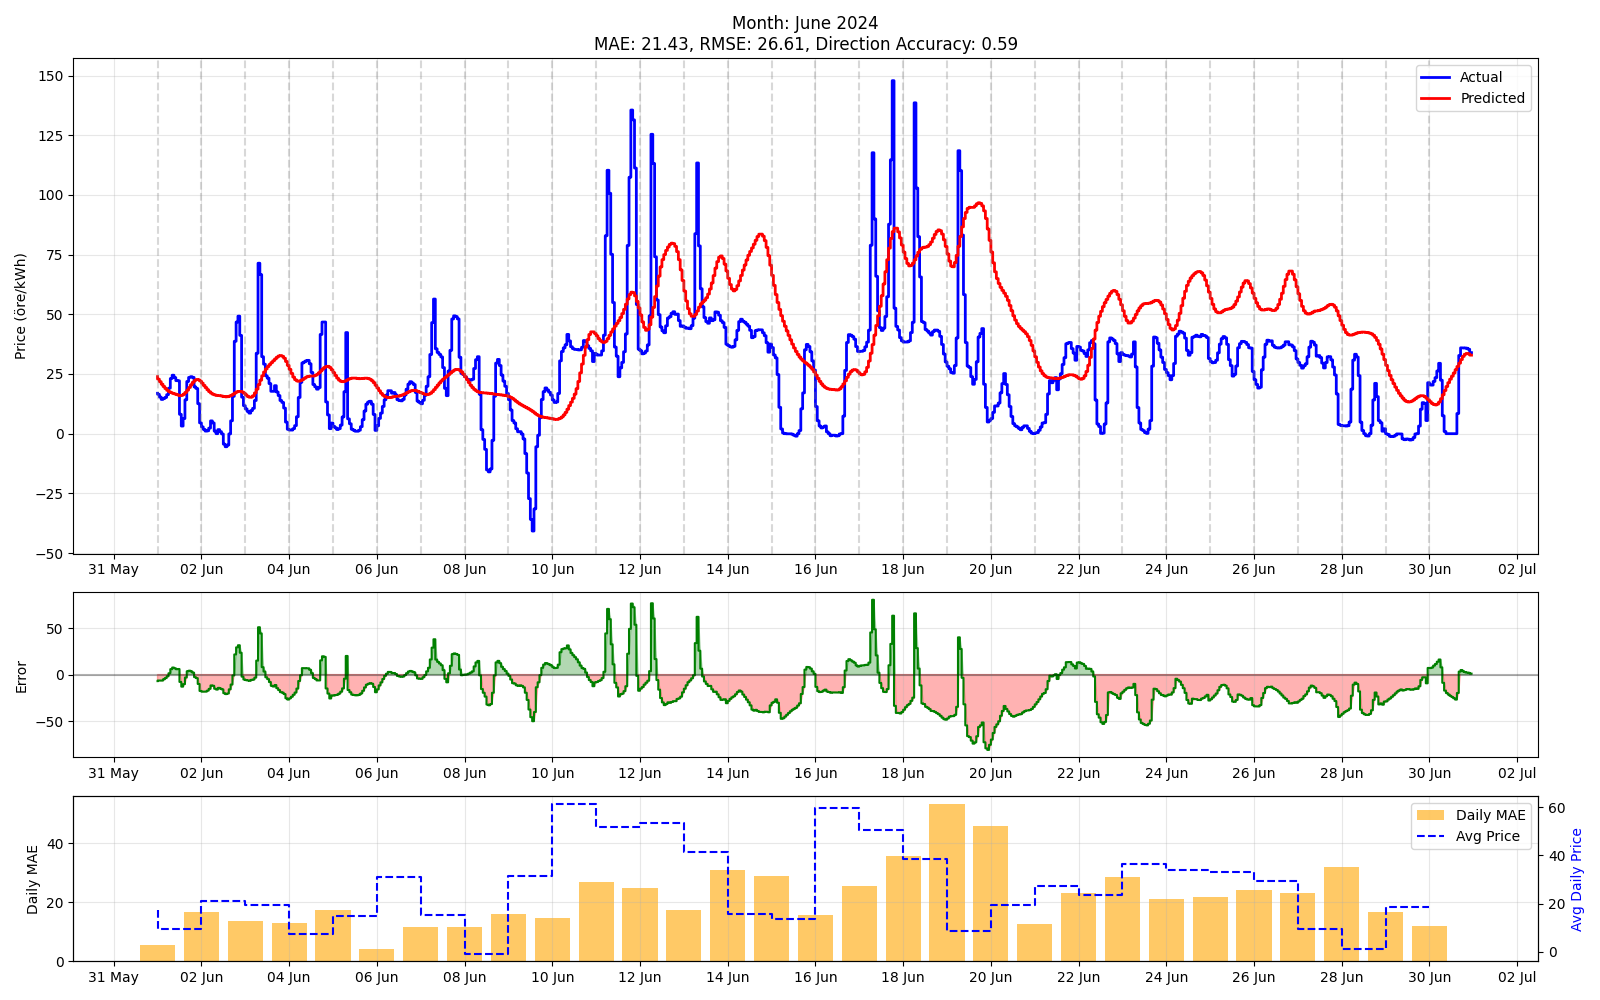 Month: June 2024
MAE: 21.43, RMSE: 26.61, Direction Accuracy: 0.59
Price (öre/kWh)
150
125
100
75
50
25
0
−25
−50
Actual
Predicted
31 May 02 Jun 04 Jun 06 Jun 08 Jun 10 Jun 12 Jun 14 Jun 16 Jun 18 Jun 20 Jun 22 Jun 24 Jun 26 Jun 28 Jun 30 Jun 02 Jul
Error
50
0
−50
31 May 02 Jun 04 Jun 06 Jun 08 Jun 10 Jun 12 Jun 14 Jun 16 Jun 18 Jun 20 Jun 22 Jun 24 Jun 26 Jun 28 Jun 30 Jun 02 Jul
Daily MAE
40
20
0
Daily MAE
Avg Price
60
40
20
0
Avg Daily Price
31 May 02 Jun 04 Jun 06 Jun 08 Jun 10 Jun 12 Jun 14 Jun 16 Jun 18 Jun 20 Jun 22 Jun 24 Jun 26 Jun 28 Jun 30 Jun 02 Jul